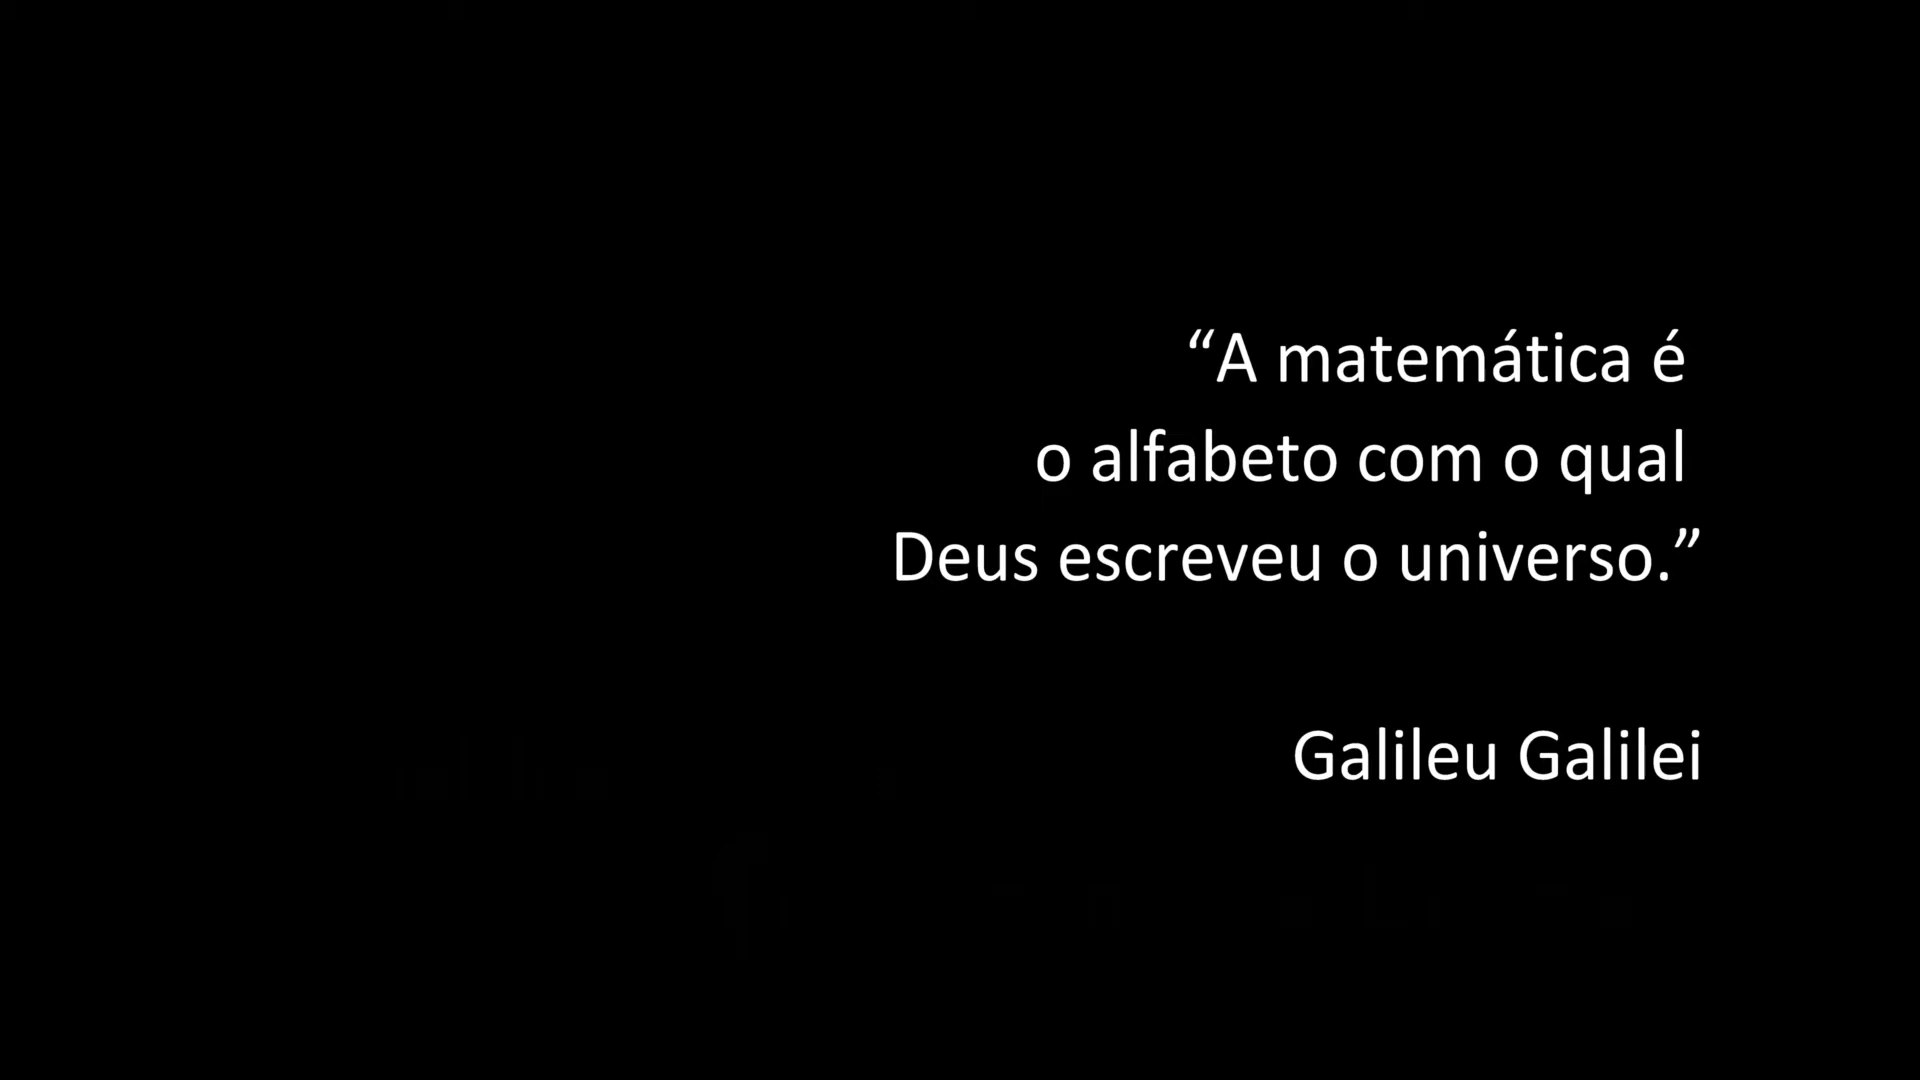 “A matemática é
o alfabeto com o qual
Deus escreveu o universo.”
Galileu Galilei